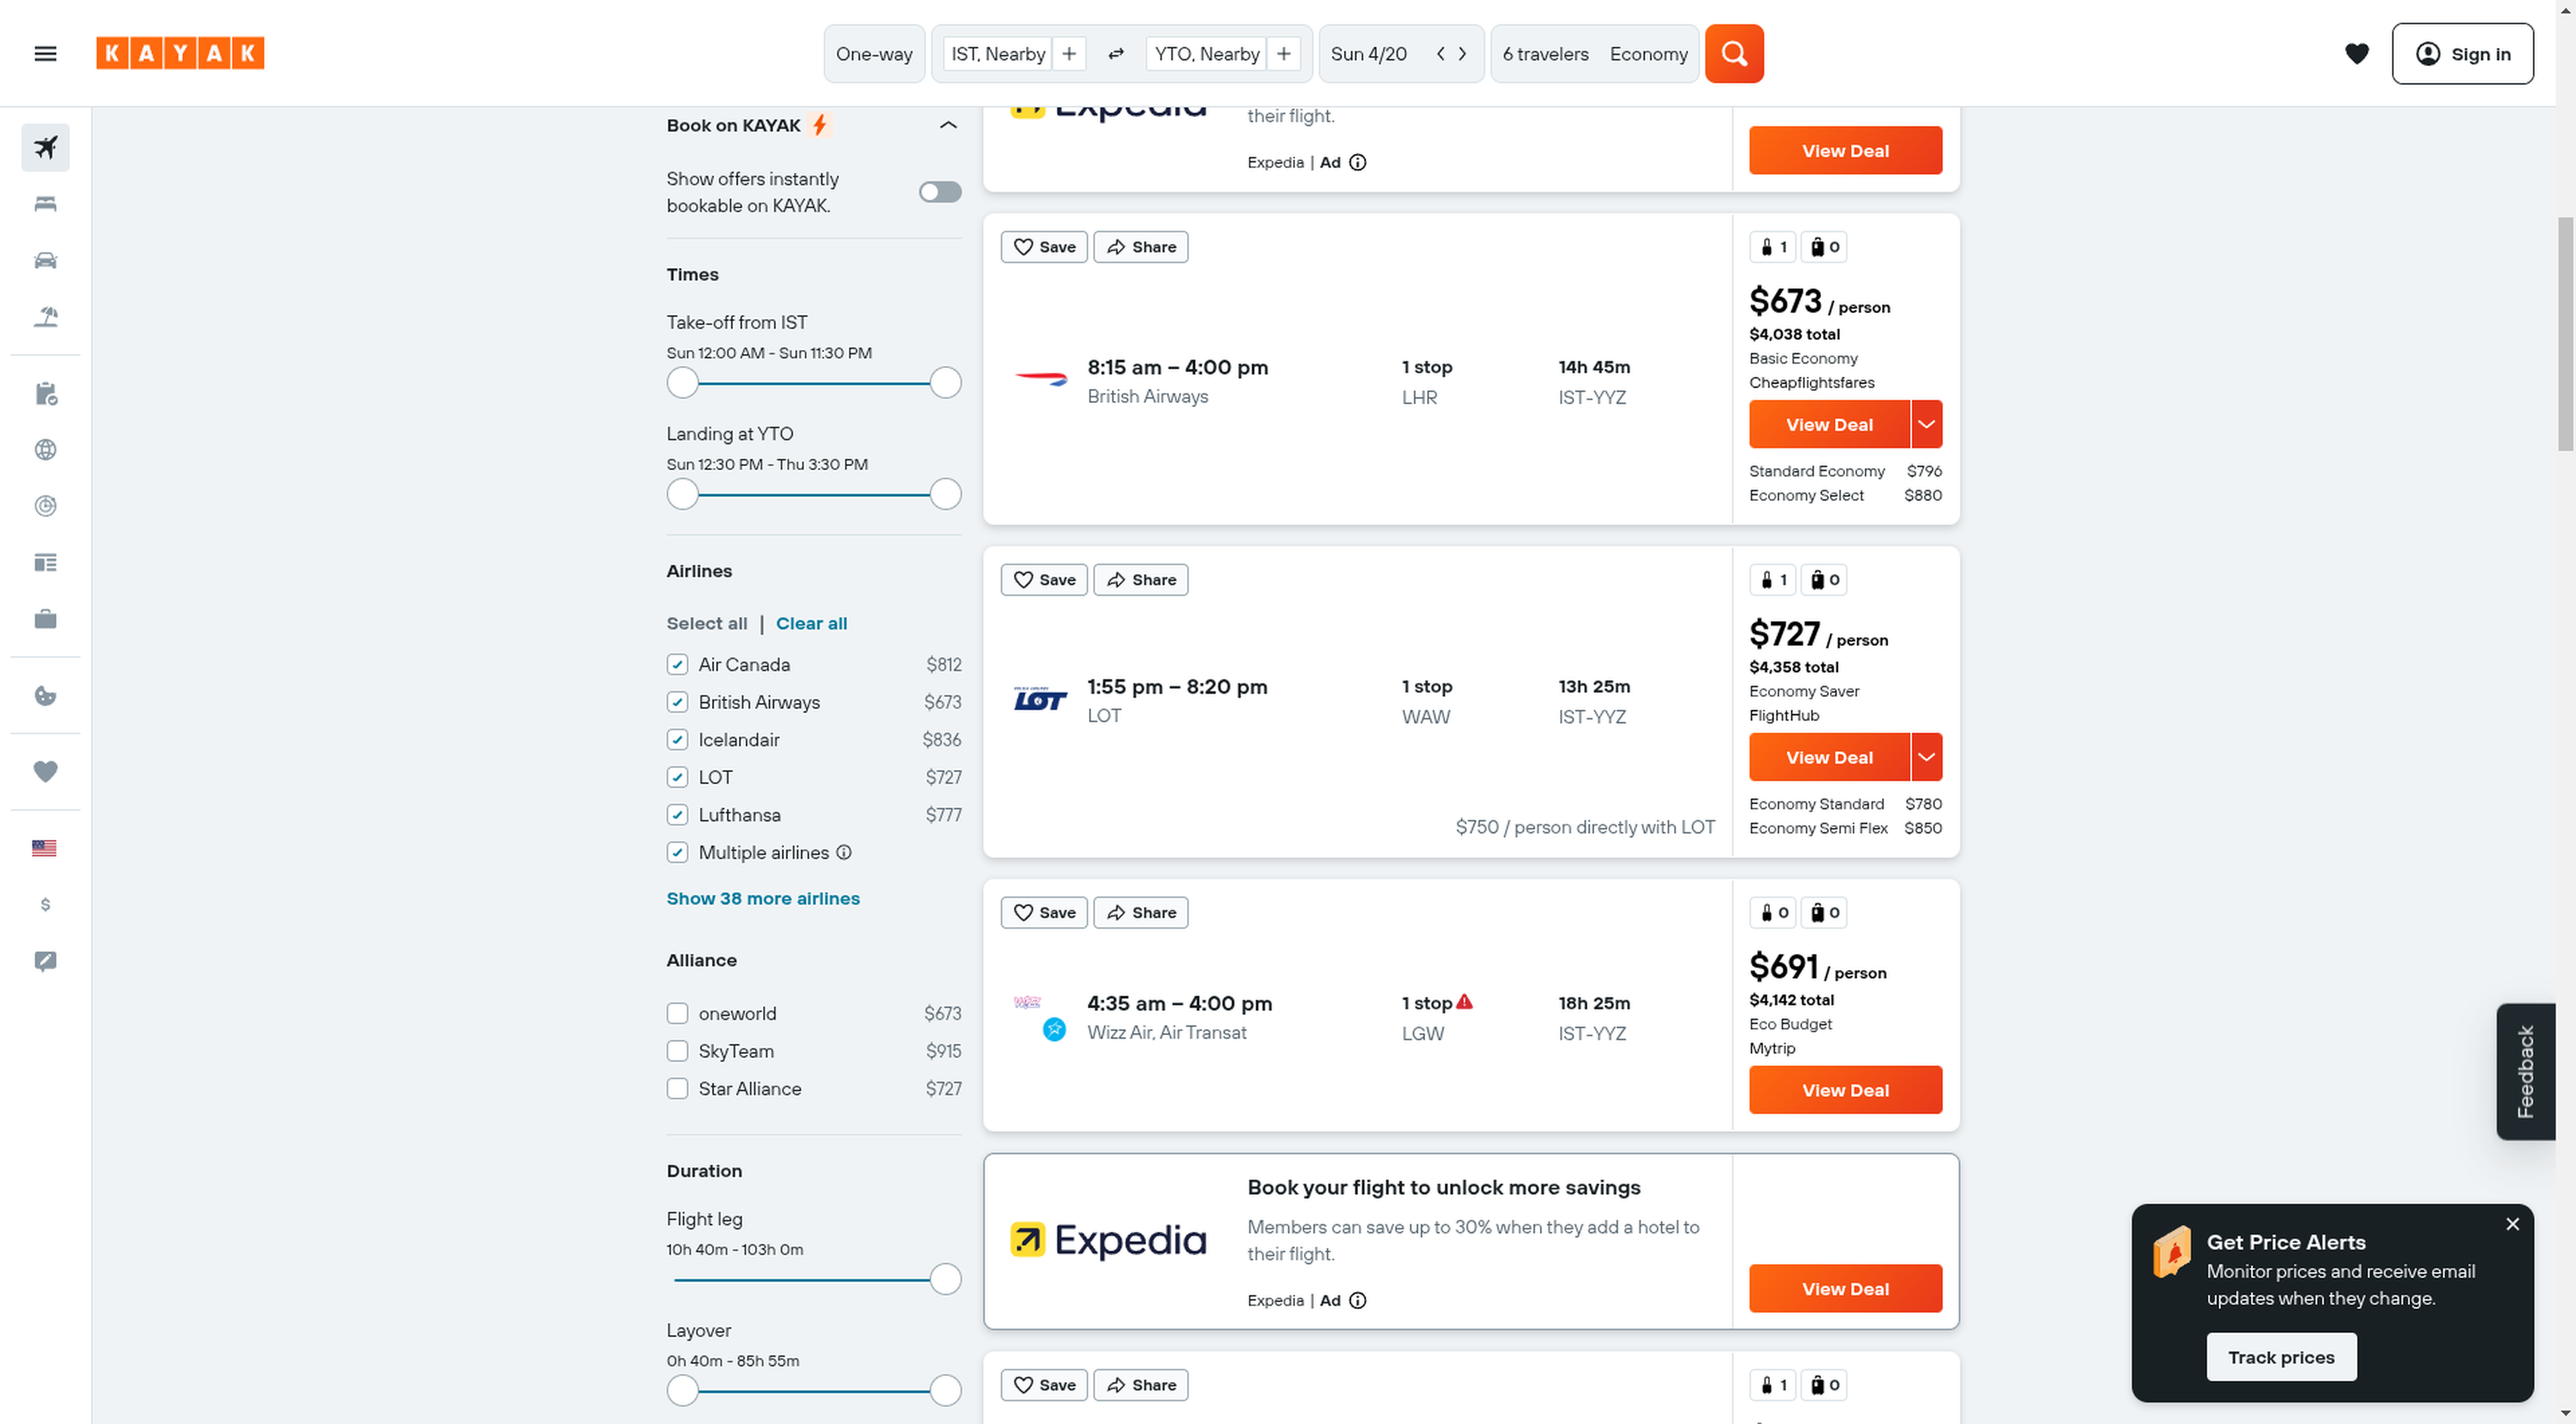 KAYAK
One-way
IST, Nearby
YTO, Nearby
Sun 4/20
6 travelers Economy
Sign in
Book on KAYAK
Show offers instantly
bookable on KAYAK.
Times
Take-off from IST
Sun 12:00 AM - Sun 11:30 PM
Landing at YTO
Sun 12:30 PM - Thu 3:30 PM
Airlines
Select all | Clear all
Air Canada $812
British Airways $673
Icelandair $836
LOT $727
Lufthansa $777
Multiple airlines
Show 38 more airlines
Alliance
oneworld $673
SkyTeam $915
Star Alliance $727
Duration
Flight leg
10h 40m - 103h 0m
Layover
0h 40m - 85h 55m
Expedia
their flight.
Expedia | Ad
View Deal
Save Share
8:15 am – 4:00 pm
British Airways
1 stop
LHR
14h 45m
IST-YYZ
1 0
$673 / person
$4,038 total
Basic Economy
Cheapflightsfares
View Deal
Standard Economy $796
Economy Select $880
Save Share
LOT
1:55 pm – 8:20 pm
LOT
1 stop
WAW
13h 25m
IST-YYZ
$750 / person directly with LOT
1 0
$727 / person
$4,358 total
Economy Saver
FlightHub
View Deal
Economy Standard $780
Economy Semi Flex $850
Save Share
4:35 am – 4:00 pm
Wizz Air, Air Transat
1 stop
LGW
18h 25m
IST-YYZ
0 0
$691 / person
$4,142 total
Eco Budget
Mytrip
View Deal
Expedia
Book your flight to unlock more savings
Members can save up to 30% when they add a hotel to
their flight.
Expedia | Ad
View Deal
Save Share
1 0
Feedback
Get Price Alerts
Monitor prices and receive email
updates when they change.
Track prices